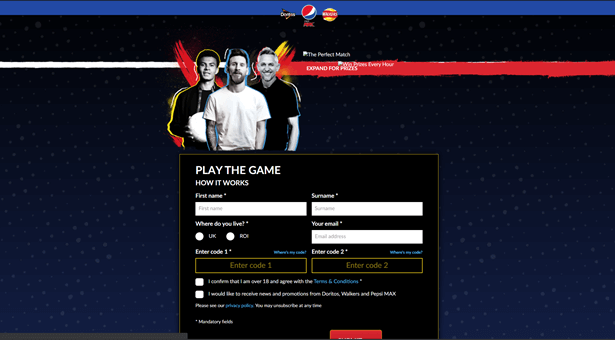 Doritos
WALKERS
The Perfect Match
Win Prizes Every Hour
EXPAND FOR PRIZES
PLAY THE GAME
HOW IT WORKS
First name * Surname *
First name Surname
Where do you live? * Your email *
UK ROI Email address
Enter code 1 * Where's my code? Enter code 2 * Where's my code?
Enter code 1 Enter code 2
I confirm that I am over 18 and agree with the Terms & Conditions *
I would like to receive news and promotions from Doritos, Walkers and Pepsi MAX
Please see our privacy policy. You may unsubscribe at any time
* Mandatory fields